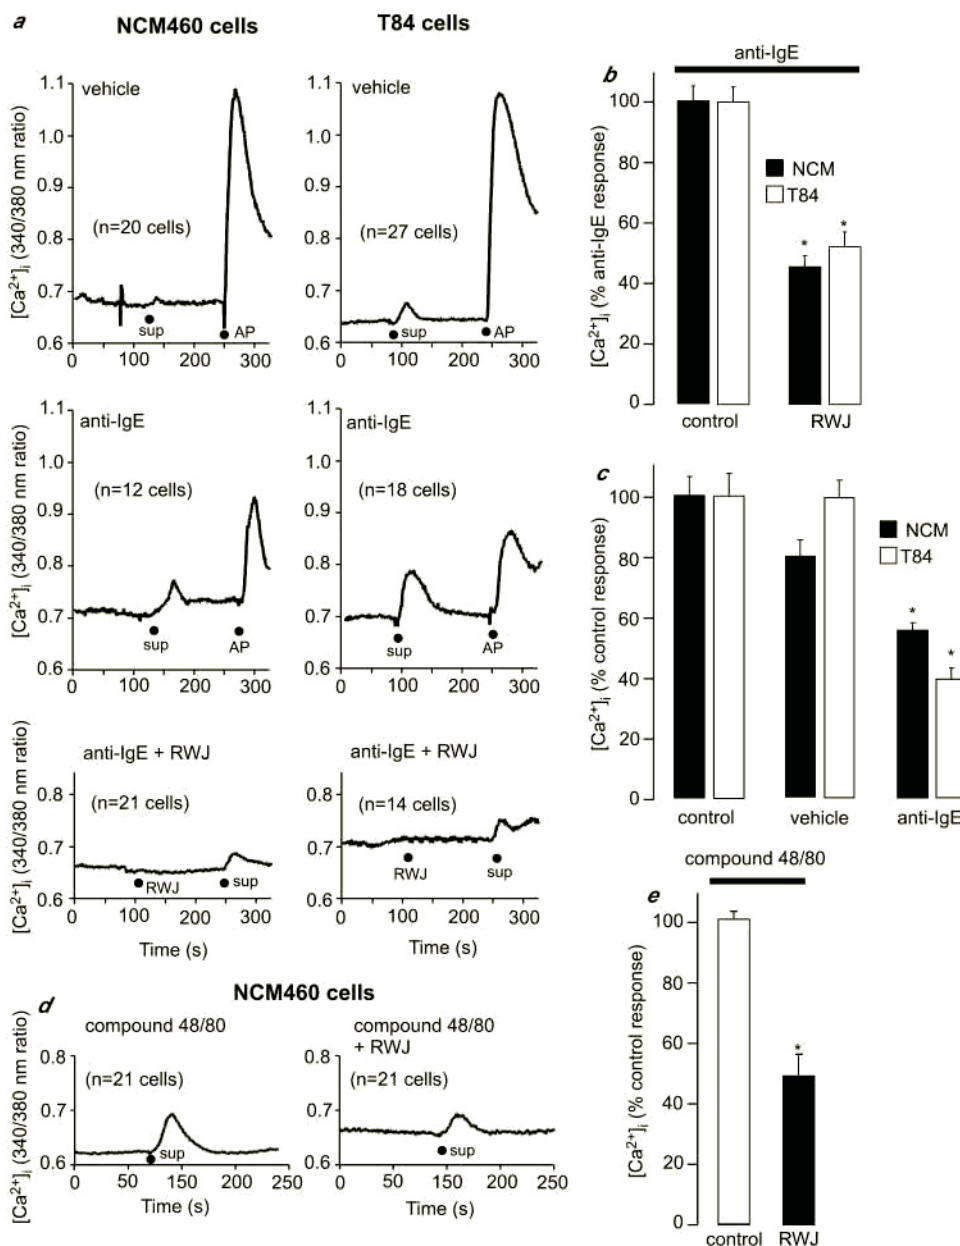 a
NCM460 cells
T84 cells
[Ca2+]i (340/380 nm ratio)
1.1
1.0
0.9
0.8
0.7
0.6
vehicle
(n=20 cells)
sup
AP
0 100 200 300
1.1
1.0
0.9
0.8
0.7
0.6
vehicle
(n=27 cells)
sup
AP
0 100 200 300
[Ca2+]i (340/380 nm ratio)
1.1
1.0
0.9
0.8
0.7
0.6
anti-IgE
(n=12 cells)
sup
AP
0 100 200 300
1.1
1.0
0.9
0.8
0.7
0.6
anti-IgE
(n=18 cells)
sup
AP
0 100 200 300
[Ca2+]i (340/380 nm ratio)
anti-IgE + RWJ
0.8
0.7
0.6
(n=21 cells)
RWJ
sup
0 100 200 300
Time (s)
anti-IgE + RWJ
0.8
0.7
0.6
(n=14 cells)
RWJ
sup
0 100 200 300
Time (s)
b
anti-IgE
[Ca2+]i (% anti-IgE response)
100
80
60
40
20
0
NCM
T84
*
*
control
RWJ
c
[Ca2+]i (% control response)
100
80
60
40
20
0
NCM
T84
*
*
control
vehicle
anti-IgE
d
NCM460 cells
[Ca2+]i (340/380 nm ratio)
compound 48/80
0.8
0.7
0.6
(n=21 cells)
sup
0 50 100 150 200 250
Time (s)
compound 48/80
+ RWJ
0.8
0.7
0.6
(n=21 cells)
sup
0 50 100 150 200 250
Time (s)
e
compound 48/80
[Ca2+]i (% control response)
100
80
60
40
20
0
*
control
RWJ